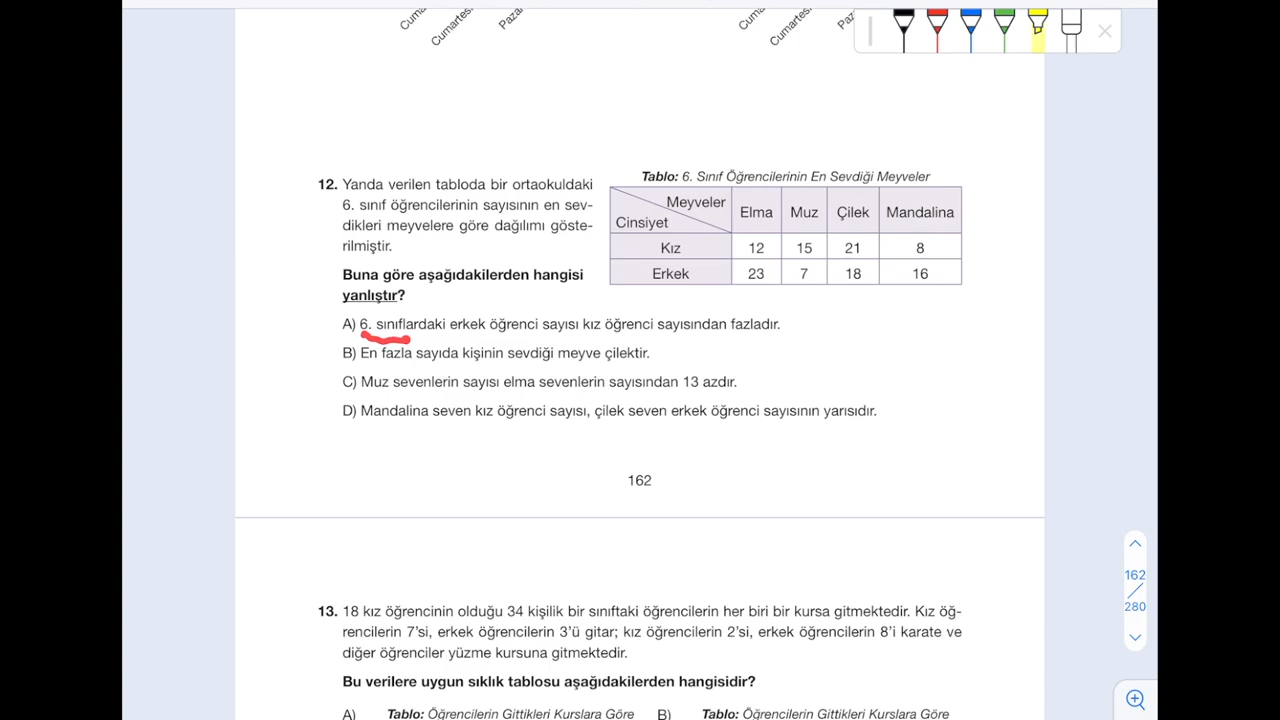 Cumartesi
Pazar
Cumartesi
12. Yanda verilen tabloda bir ortaokuldaki
6. sınıf öğrencilerinin sayısının en sev-
dikleri meyvelere göre dağılımı göste-
rilmiştir.
Buna göre aşağıdakilerden hangisi
yanlıştır?
Tablo: 6. Sınıf Öğrencilerinin En Sevdiği Meyveler
Meyveler
Cinsiyet
Elma Muz Çilek Mandalina
Kız 12 15 21 8
Erkek 23 7 18 16
A) 6. sınıflardaki erkek öğrenci sayısı kız öğrenci sayısından fazladır.
B) En fazla sayıda kişinin sevdiği meyve çilektir.
C) Muz sevenlerin sayısı elma sevenlerin sayısından 13 azdır.
D) Mandalina seven kız öğrenci sayısı, çilek seven erkek öğrenci sayısının yarısıdır.
162
162
280
13. 18 kız öğrencinin olduğu 34 kişilik bir sınıftaki öğrencilerin her biri bir kursa gitmektedir. Kız öğ-
rencilerin 7'si, erkek öğrencilerin 3'ü gitar; kız öğrencilerin 2'si, erkek öğrencilerin 8'i karate ve
diğer öğrenciler yüzme kursuna gitmektedir.
Bu verilere uygun sıklık tablosu aşağıdakilerden hangisidir?
A) Tablo: Öğrencilerin Gittikleri Kurslara Göre
B) Tablo: Öğrencilerin Gittikleri Kurslara Göre